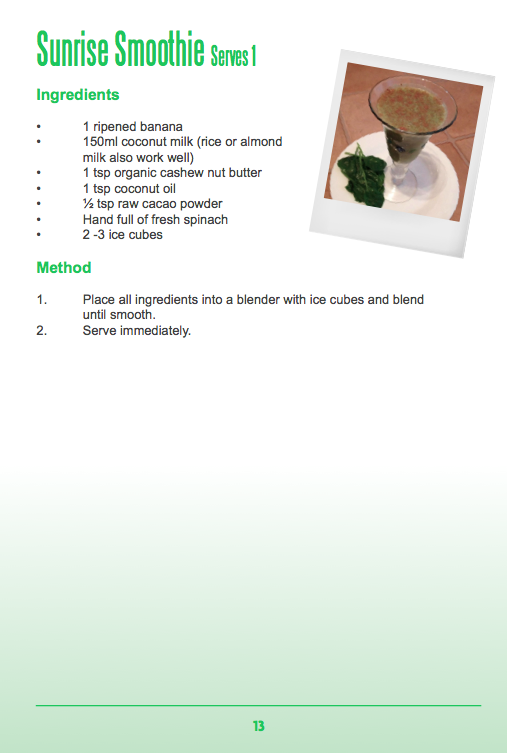 Sunrise Smoothie Serves 1
Ingredients
• 1 ripened banana
• 150ml coconut milk (rice or almond
milk also work well)
• 1 tsp organic cashew nut butter
• 1 tsp coconut oil
• ½ tsp raw cacao powder
• Hand full of fresh spinach
• 2 -3 ice cubes
Method
1. Place all ingredients into a blender with ice cubes and blend
until smooth.
2. Serve immediately.
13